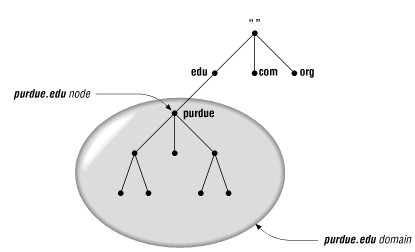 " "
edu com org
purdue.edu node
purdue
purdue.edu domain